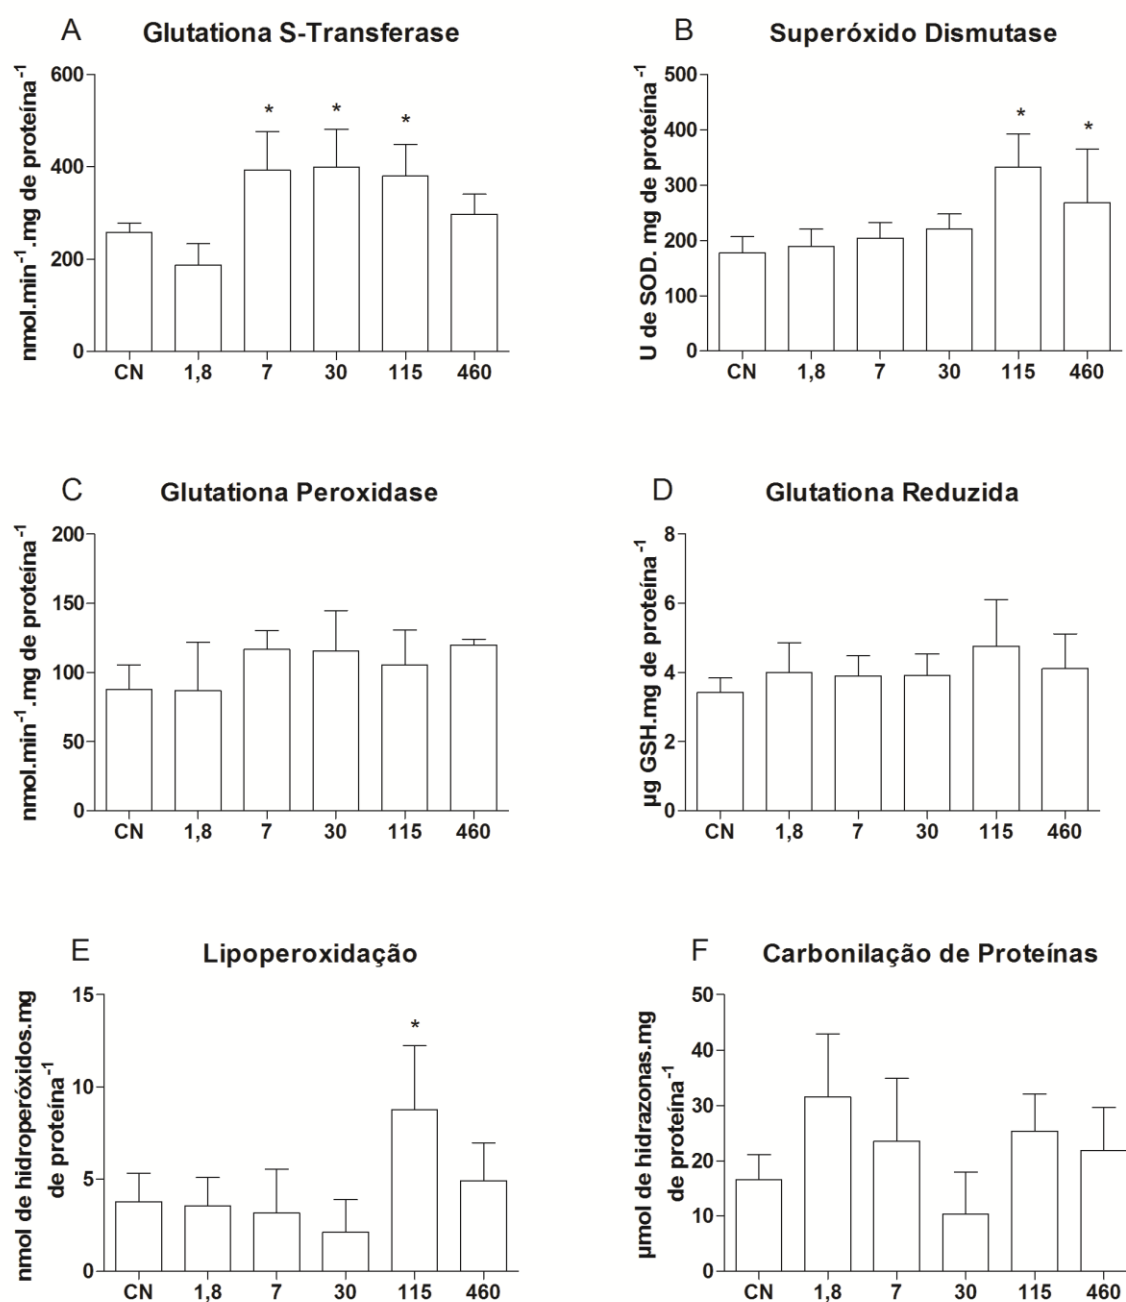 A Glutationa S-Transferase
nmol.min⁻¹.mg de proteína⁻¹
600
400
200
0
* * *
CN 1,8 7 30 115 460
B Superóxido Dismutase
U de SOD. mg de proteína⁻¹
500
400
300
200
100
0
* *
CN 1,8 7 30 115 460
C Glutationa Peroxidase
nmol.min⁻¹.mg de proteína⁻¹
200
150
100
50
0
CN 1,8 7 30 115 460
D Glutationa Reduzida
µg GSH.mg de proteína⁻¹
8
6
4
2
0
CN 1,8 7 30 115 460
E Lipoperoxidação
nmol de hidroperóxidos.mg
de proteína⁻¹
15
10
5
0
*
CN 1,8 7 30 115 460
F Carbonilação de Proteínas
µmol de hidrazonas.mg
de proteína⁻¹
50
40
30
20
10
0
CN 1,8 7 30 115 460